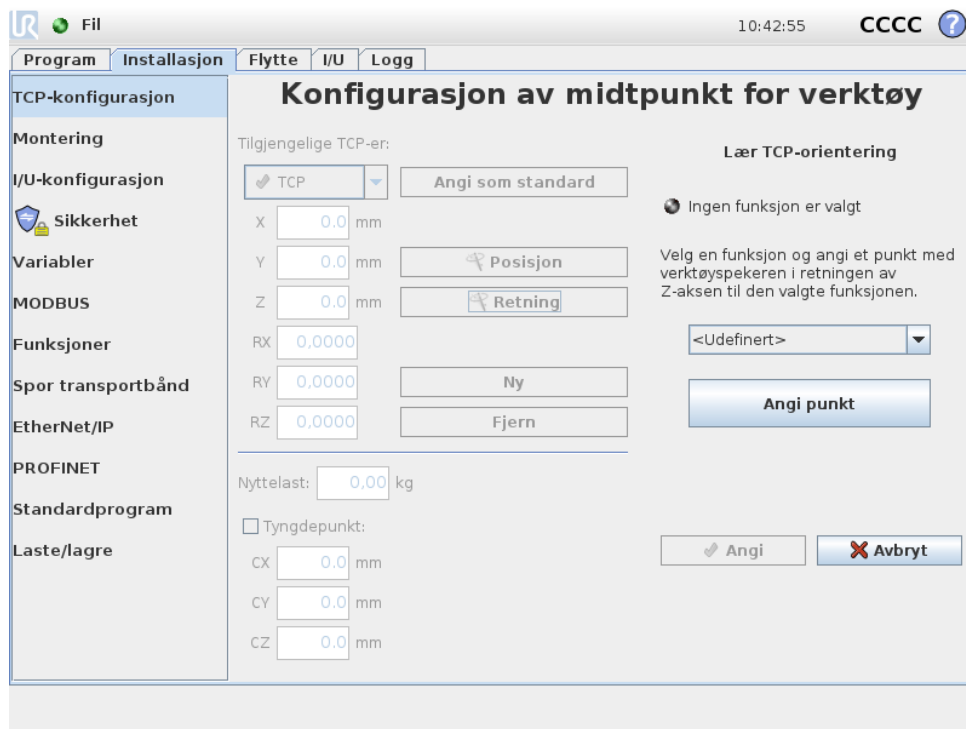 UR Fil 10:42:55 CCCC ?
Program Installasjon Flytte I/U Logg
TCP-konfigurasjon
Montering
I/U-konfigurasjon
Sikkerhet
Variabler
MODBUS
Funksjoner
Spor transportbånd
EtherNet/IP
PROFINET
Standardprogram
Laste/lagre
Konfigurasjon av midtpunkt for verktøy
Tilgjengelige TCP-er:
TCP Angi som standard
X 0.0 mm
Y 0.0 mm Posisjon
Z 0.0 mm Retning
RX 0,0000
RY 0,0000 Ny
RZ 0,0000 Fjern
Nyttelast: 0,00 kg
Tyngdepunkt:
CX 0.0 mm
CY 0.0 mm
CZ 0.0 mm
Lær TCP-orientering
Ingen funksjon er valgt
Velg en funksjon og angi et punkt med
verktøyspekeren i retningen av
Z-aksen til den valgte funksjonen.
<Udefinert>
Angi punkt
Angi Avbryt